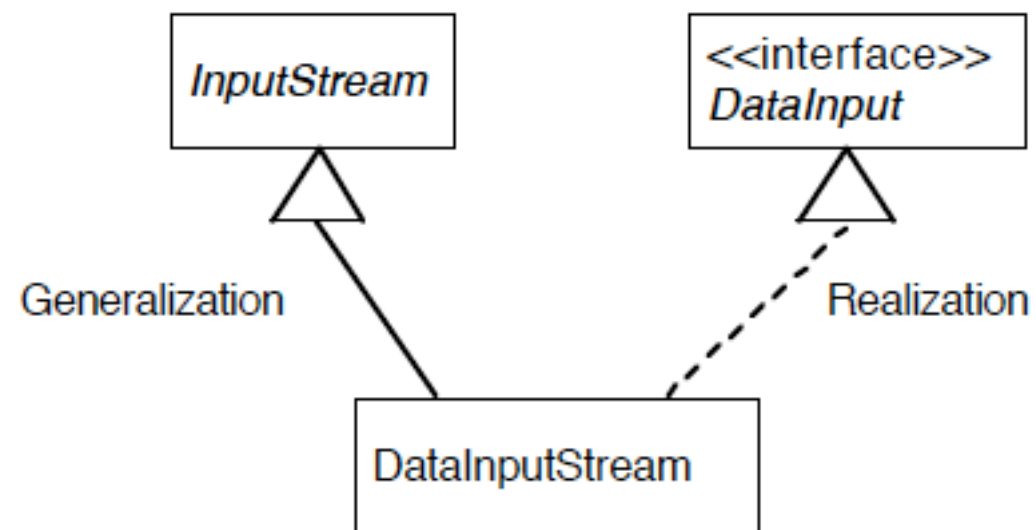 InputStream
<<interface>>
DataInput
Generalization
Realization
DataInputStream